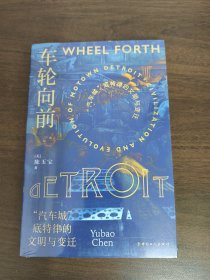 车轮向前
WHEEL FORTH
"汽车城"底特律的文明与变迁
DETROIT'S CIVILIZATION AND EVOLUTION OF MOTOWN
陈玉宝
著
dETROIT
"汽车城"
底特律的
文明与变迁
Yubao
Chen